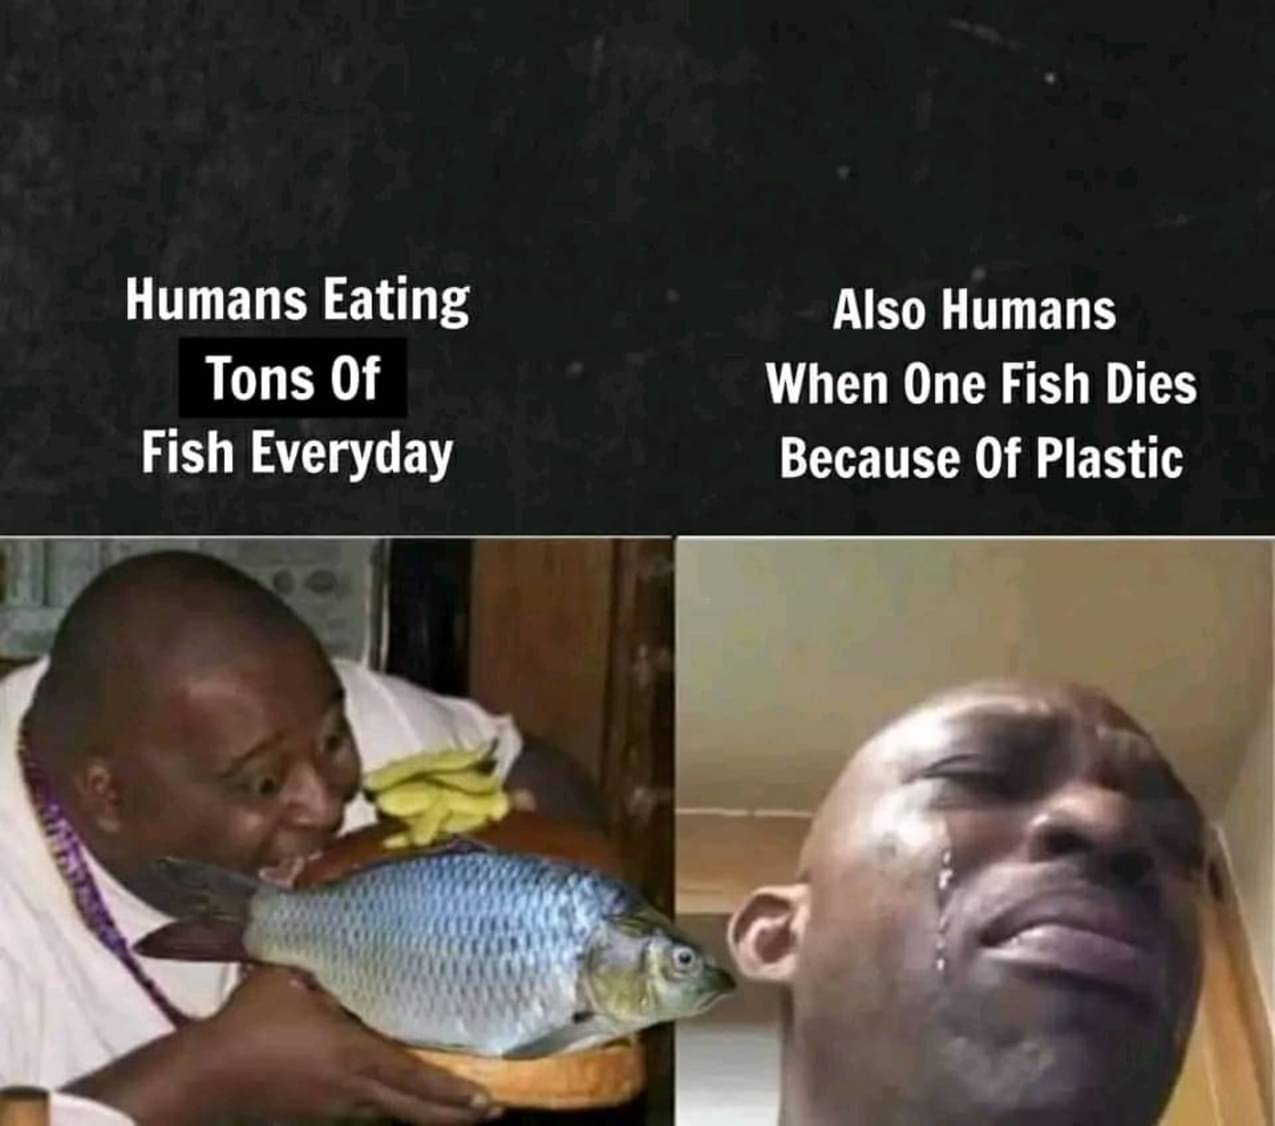 Humans Eating
Tons Of
Fish Everyday
Also Humans
When One Fish Dies
Because Of Plastic